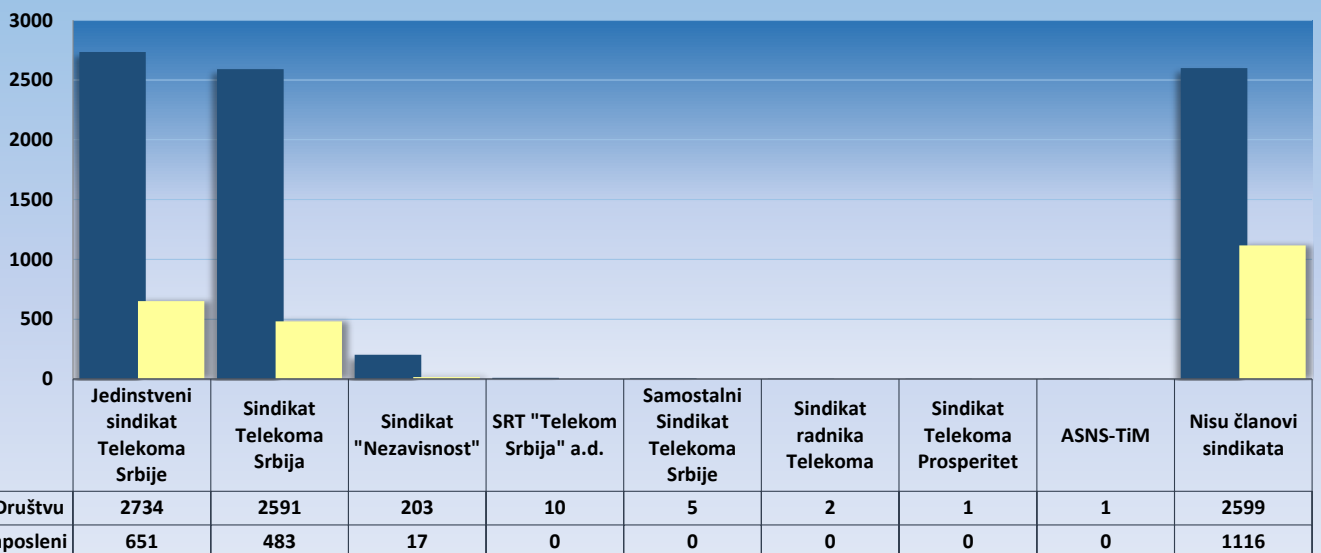 3000
2500
2000
1500
1000
500
0
Jedinstveni
sindikat
Telekoma
Srbije
Sindikat
Telekoma
Srbija
Sindikat
"Nezavisnost"
SRT "Telekom
Srbija" a.d.
Samostalni
Sindikat
Telekoma
Srbije
Sindikat
radnika
Telekoma
Sindikat
Telekoma
Prosperitet
ASNS-TiM
Nisu članovi
sindikata
Društvu 2734 2591 203 10 5 2 1 1 2599
651 483 17 0 0 0 0 0 1116